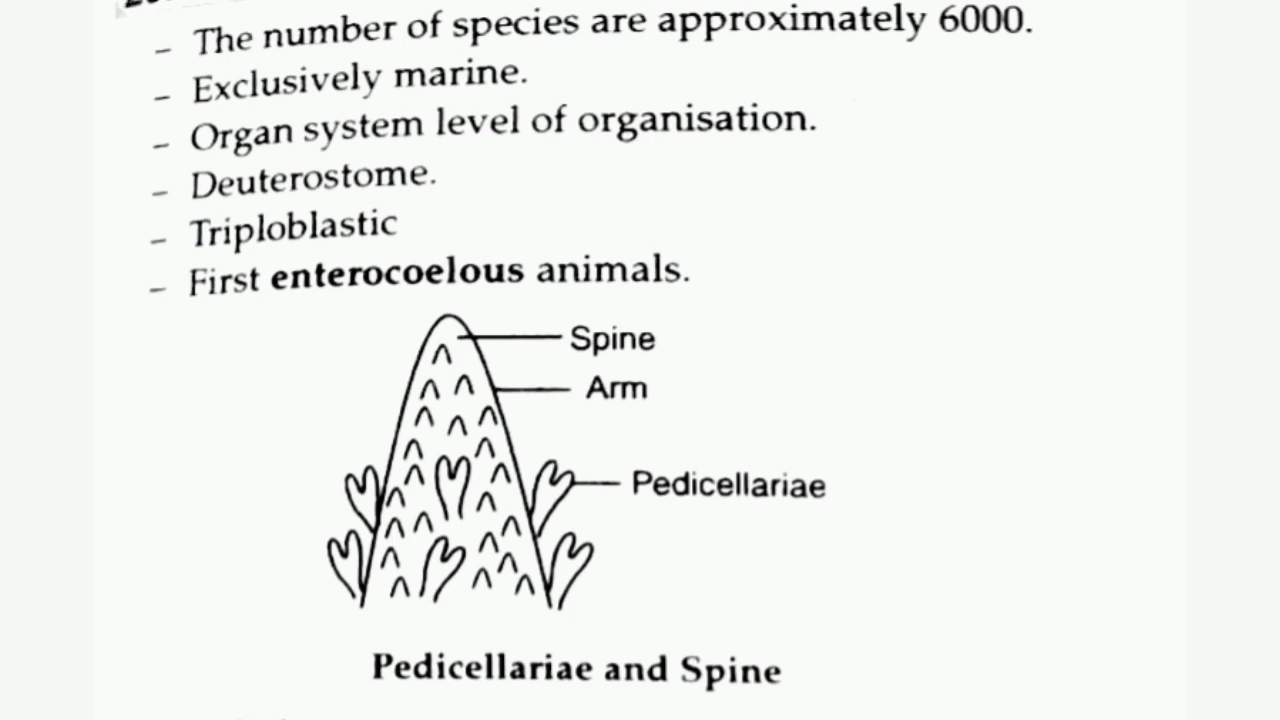 – The number of species are approximately 6000.
– Exclusively marine.
– Organ system level of organisation.
– Deuterostome.
– Triploblastic
– First enterocoelous animals.
Spine
Arm
Pedicellariae
Pedicellariae and Spine